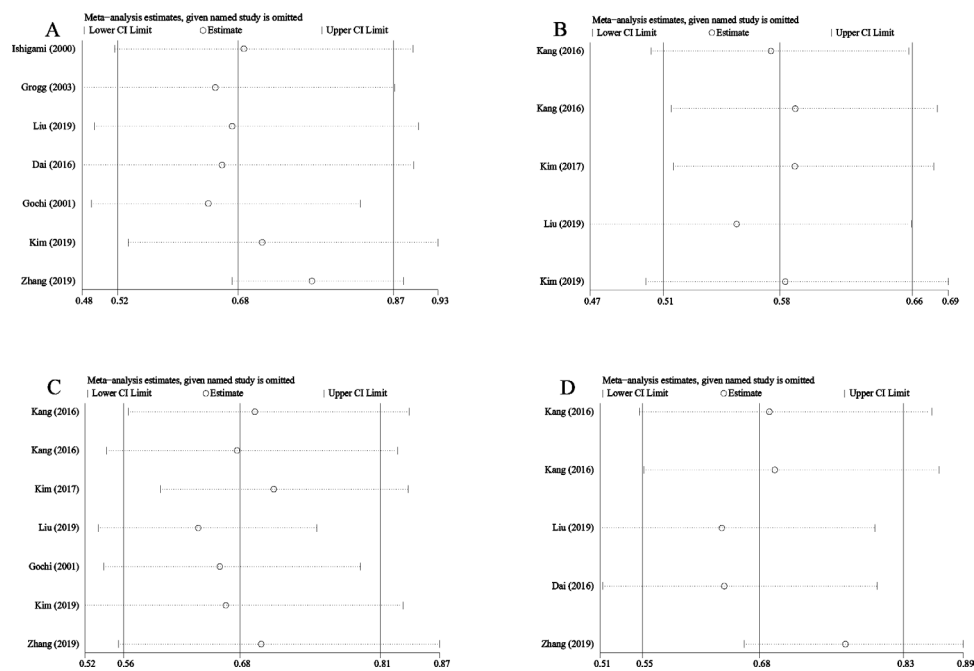 A
Meta-analysis estimates, given named study is omitted
Lower CI Limit Estimate Upper CI Limit
Ishigami (2000)
Grogg (2003)
Liu (2019)
Dai (2016)
Gochi (2001)
Kim (2019)
Zhang (2019)
0.48 0.52 0.68 0.87 0.93
B
Meta-analysis estimates, given named study is omitted
Lower CI Limit Estimate Upper CI Limit
Kang (2016)
Kang (2016)
Kim (2017)
Liu (2019)
Kim (2019)
0.47 0.51 0.58 0.66 0.69
C
Meta-analysis estimates, given named study is omitted
Lower CI Limit Estimate Upper CI Limit
Kang (2016)
Kang (2016)
Kim (2017)
Liu (2019)
Gochi (2001)
Kim (2019)
Zhang (2019)
0.52 0.56 0.68 0.81 0.87
D
Meta-analysis estimates, given named study is omitted
Lower CI Limit Estimate Upper CI Limit
Kang (2016)
Kang (2016)
Liu (2019)
Dai (2016)
Zhang (2019)
0.51 0.55 0.68 0.83 0.89